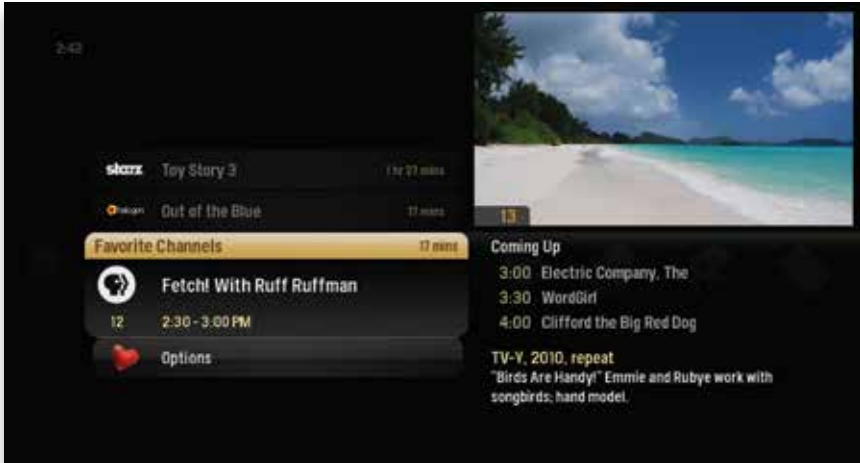 2:43
starz Toy Story 3 1 hr 27 mins
Out of the Blue 17 mins
Favorite Channels 17 mins
Fetch! With Ruff Ruffman
12 2:30 - 3:00 PM
Options
13
Coming Up
3:00 Electric Company, The
3:30 WordGirl
4:00 Clifford the Big Red Dog
TV-Y, 2010, repeat
"Birds Are Handy!" Emmie and Rubye work with
songbirds; hand model.